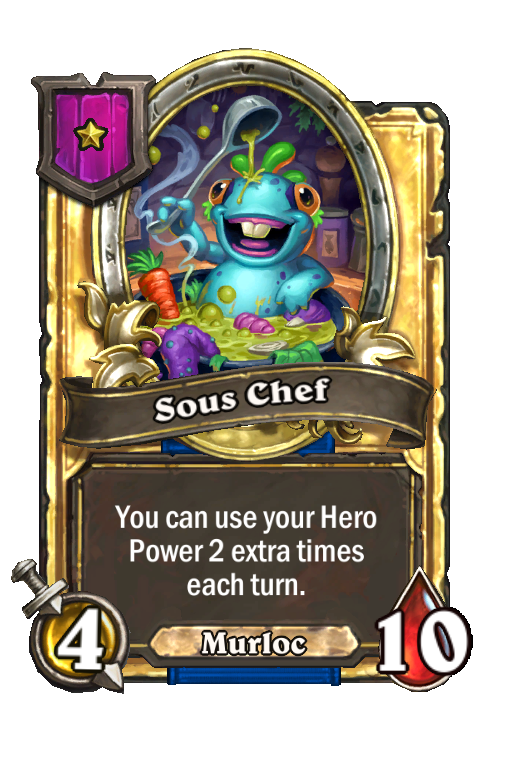 Sous Chef
You can use your Hero
Power 2 extra times
each turn.
4
Murloc
10